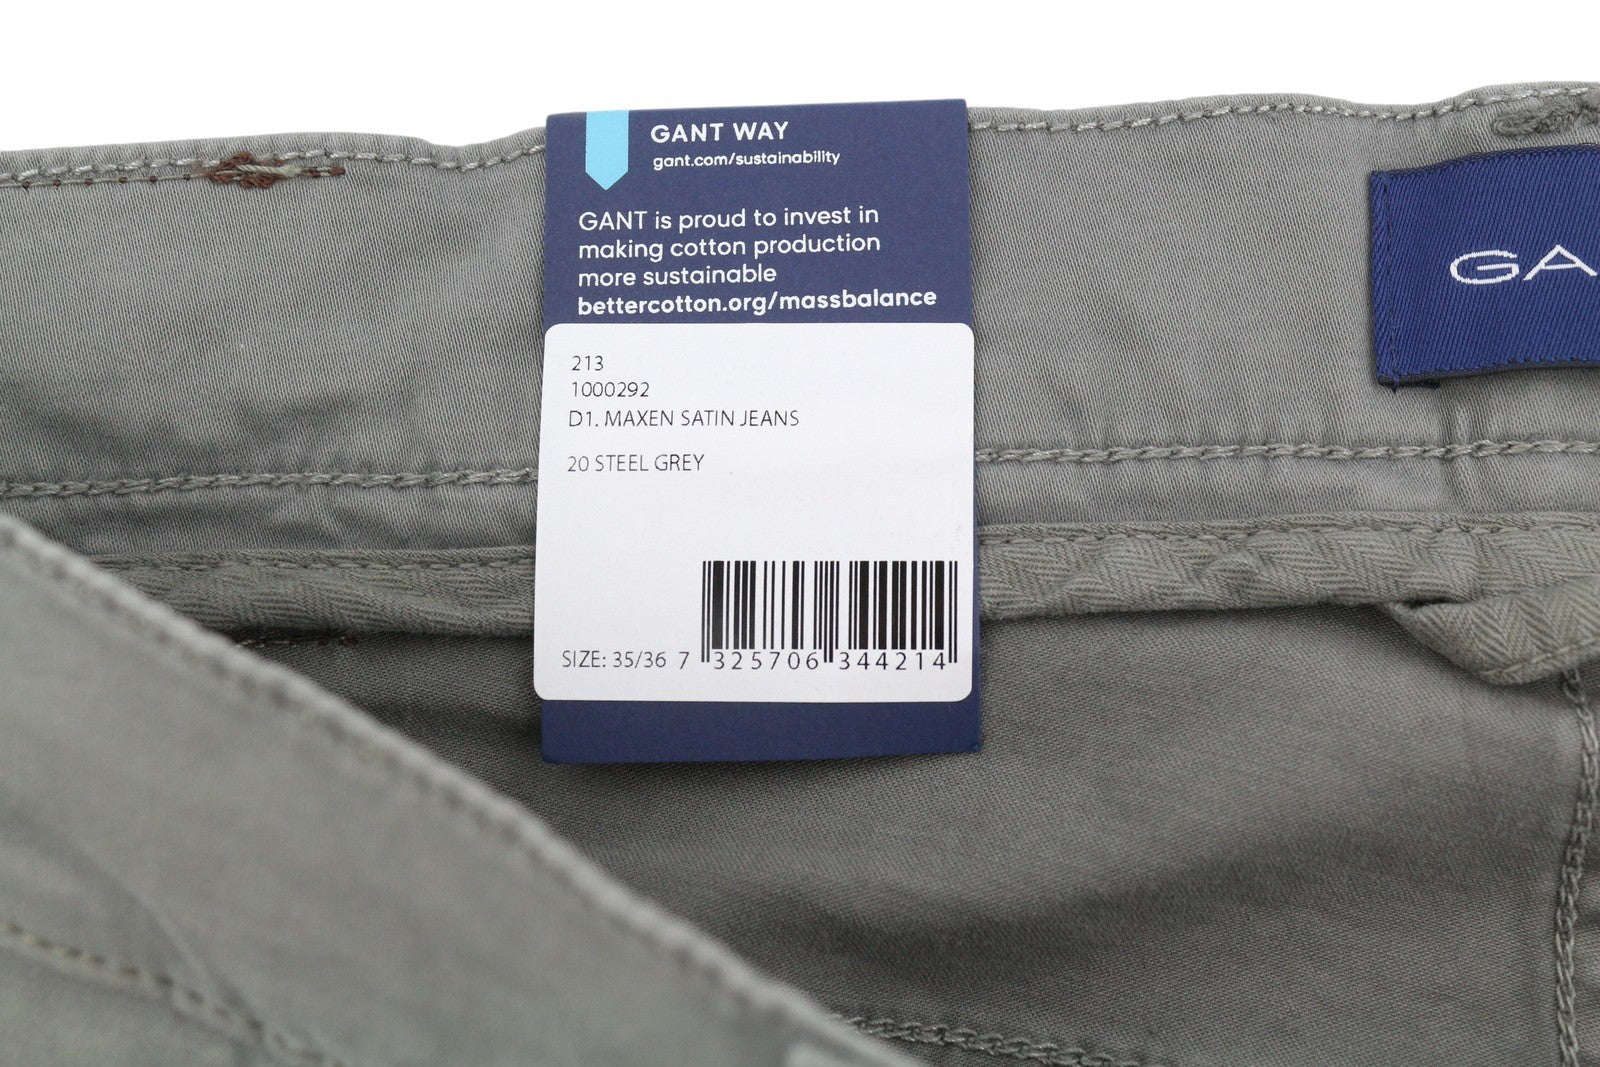 GANT WAY
gant.com/sustainability
GANT is proud to invest in
making cotton production
more sustainable
bettercotton.org/massbalance
213
1000292
D1. MAXEN SATIN JEANS
20 STEEL GREY
SIZE: 35/36 7 325706 344214
GA